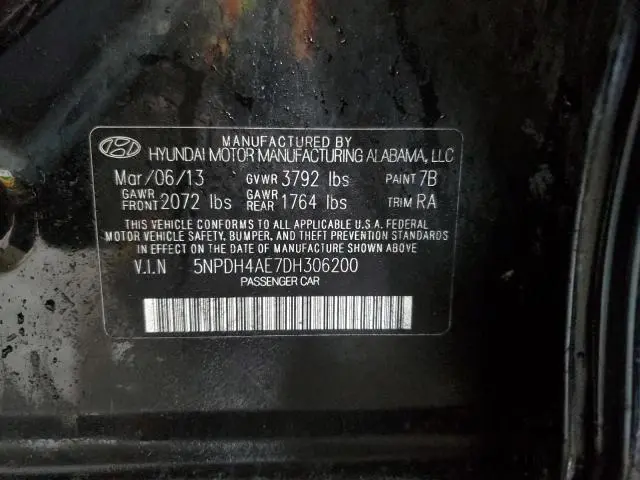 MANUFACTURED BY
HYUNDAI MOTOR MANUFACTURING ALABAMA, LLC
Mar/06/13 GVWR 3792 lbs PAINT 7B
GAWR FRONT 2072 lbs GAWR REAR 1764 lbs TRIM RA
THIS VEHICLE CONFORMS TO ALL APPLICABLE U.S.A. FEDERAL
MOTOR VEHICLE SAFETY, BUMPER, AND THEFT PREVENTION STANDARDS
IN EFFECT ON THE DATE OF MANUFACTURE SHOWN ABOVE.
V.I.N 5NPDH4AE7DH306200
PASSENGER CAR